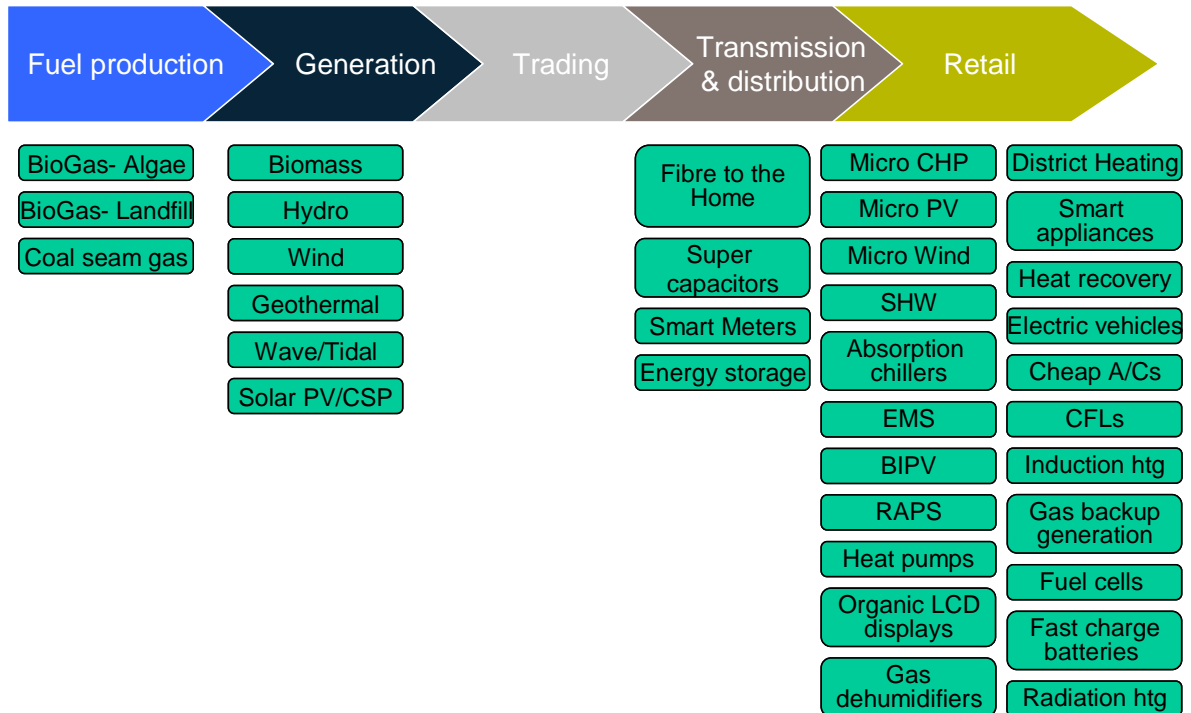 Fuel production
Generation
Trading
Transmission
& distribution
Retail
BioGas- Algae
BioGas- Landfill
Coal seam gas
Biomass
Hydro
Wind
Geothermal
Wave/Tidal
Solar PV/CSP
Fibre to the
Home
Super
capacitors
Smart Meters
Energy storage
Micro CHP
Micro PV
Micro Wind
SHW
Absorption
chillers
EMS
BIPV
RAPS
Heat pumps
Organic LCD
displays
Gas
dehumidifiers
District Heating
Smart
appliances
Heat recovery
Electric vehicles
Cheap A/Cs
CFLs
Induction htg
Gas backup
generation
Fuel cells
Fast charge
batteries
Radiation htg